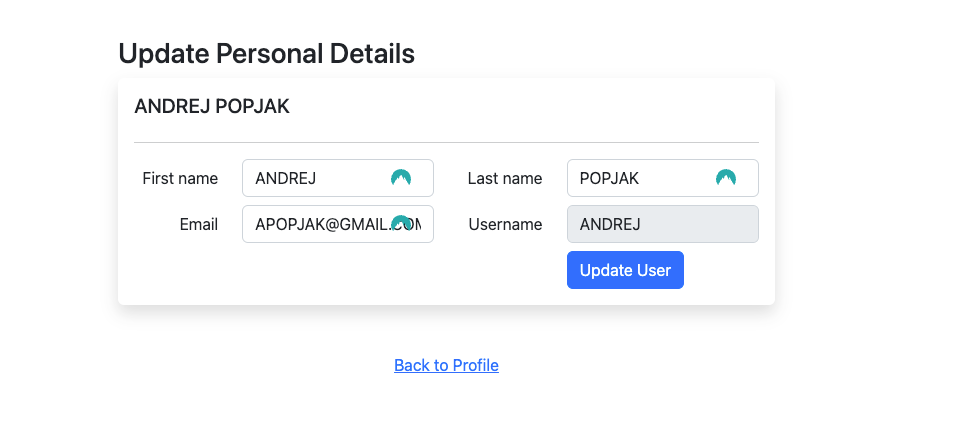 Update Personal Details
ANDREJ POPJAK
First name ANDREJ Last name POPJAK
Email APOPJAK@GMAIL.COM Username ANDREJ
Update User
Back to Profile